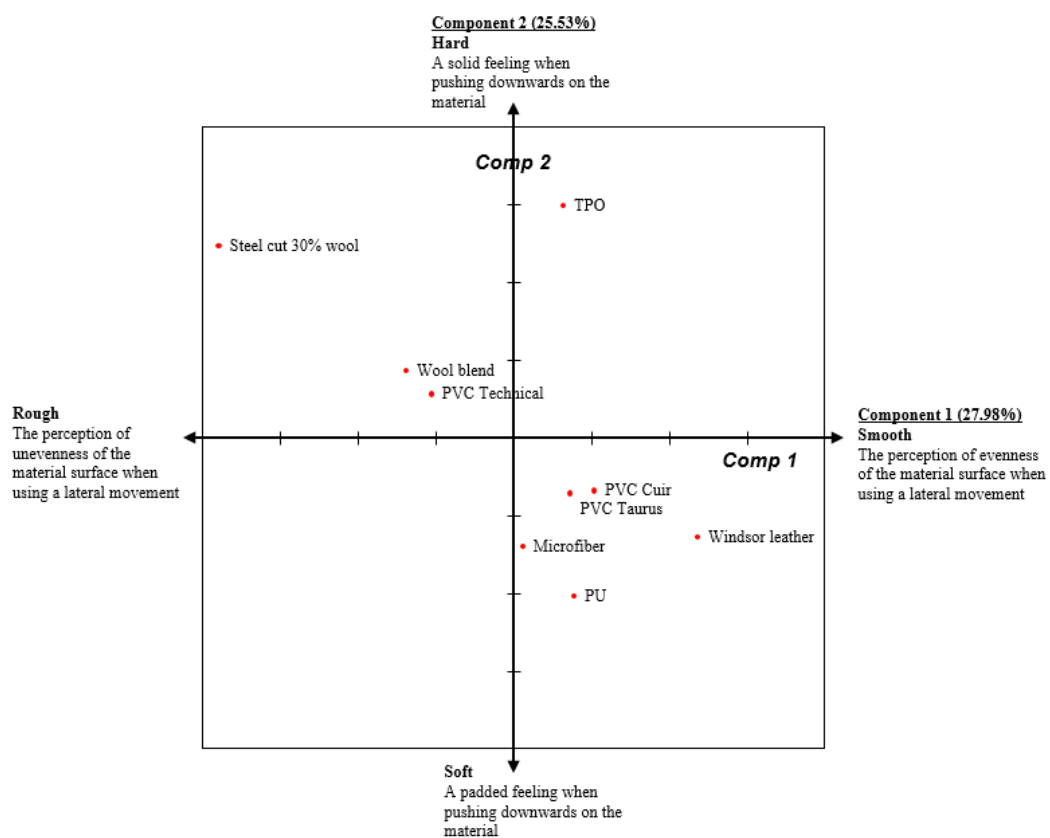 Component 2 (25.53%)
Hard
A solid feeling when
pushing downwards on the
material
Comp 2
TPO
Steel cut 30% wool
Wool blend
PVC Technical
Rough
The perception of
unevenness of the
material surface when
using a lateral movement
Component 1 (27.98%)
Smooth
The perception of evenness
of the material surface when
using a lateral movement
Comp 1
PVC Cuir
PVC Taurus
Windsor leather
Microfiber
PU
Soft
A padded feeling when
pushing downwards on the
material